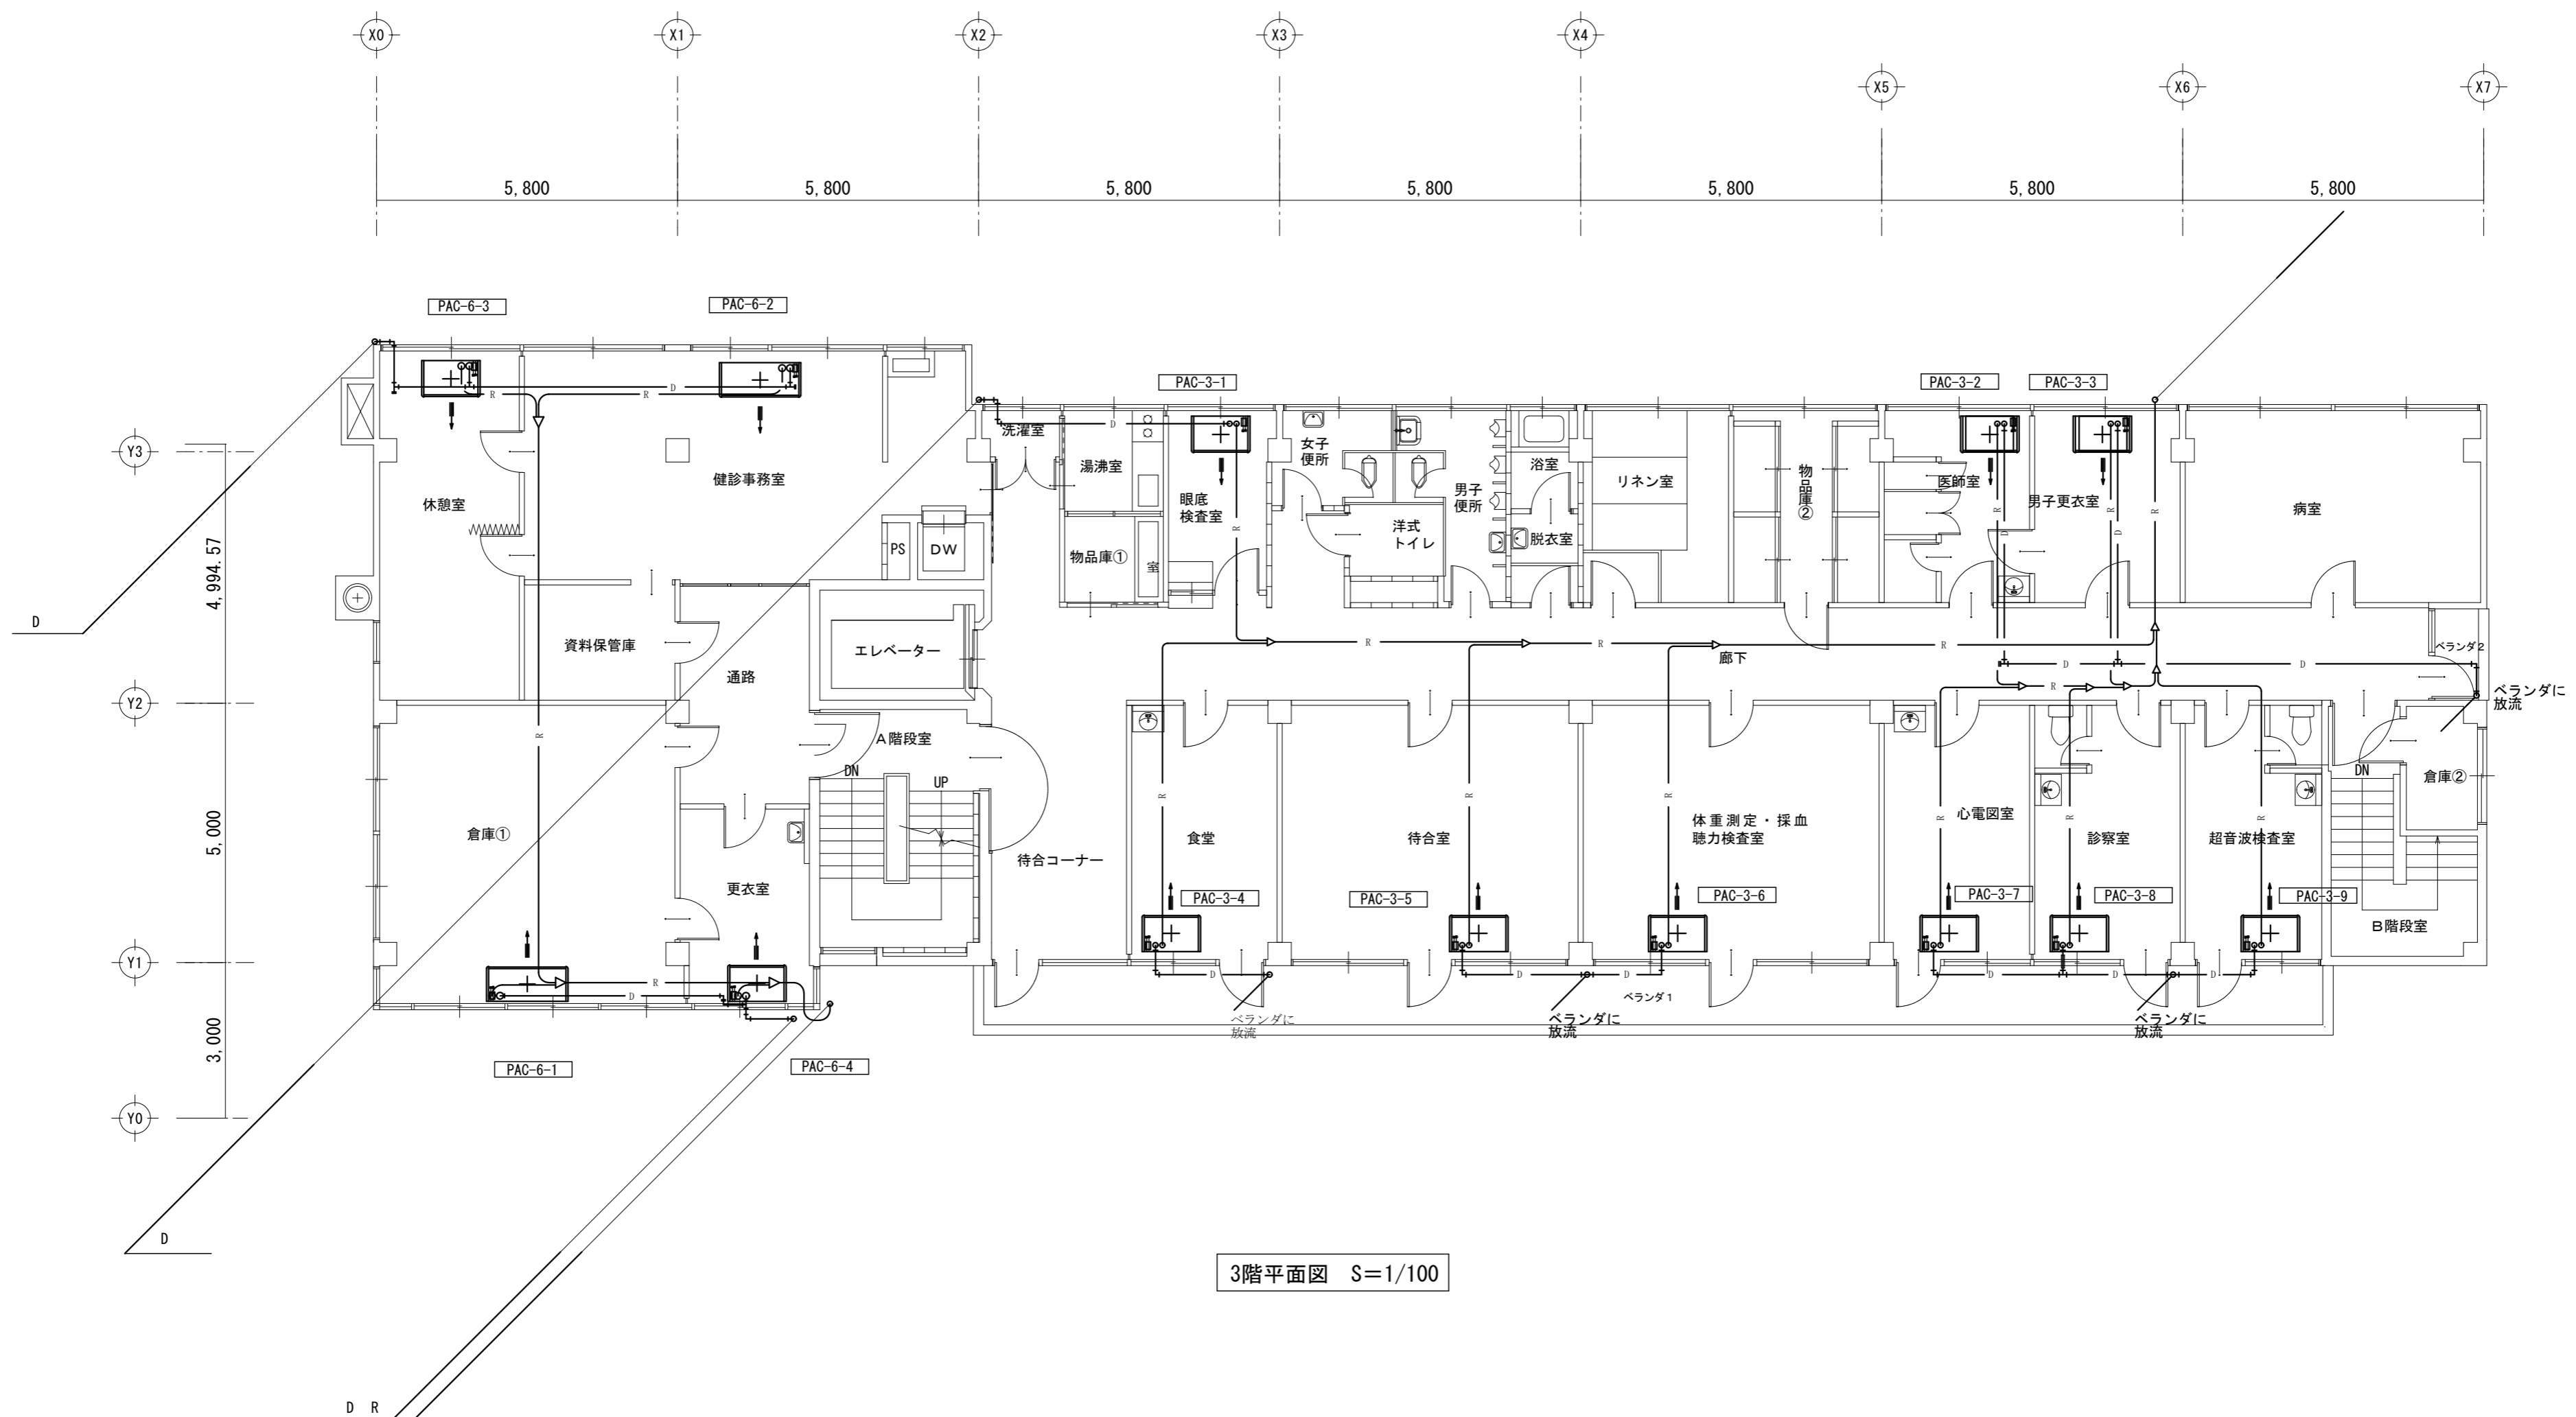 X0
X1
X2
X3
X4
X5
X6
X7
5,800
5,800
5,800
5,800
5,800
5,800
5,800
PAC-6-3
PAC-6-2
PAC-3-1
PAC-3-2
PAC-3-3
Y3
Y2
Y1
Y0
4,994.57
5,000
3,000
D
D
D R
D
R
R
R
R
D
休憩室
健診事務室
資料保管庫
通路
PS
DW
エレベーター
A階段室
DN
UP
倉庫①
更衣室
待合コーナー
洗濯室
湯沸室
物品庫①
室
D
眼底
検査室
R
女子
便所
洋式
トイレ
男子
便所
浴室
脱衣室
リネン室
物品庫②
医師室
男子更衣室
病室
R
D
R
D
R
R
R
R
廊下
D
D
R
ベランダ2
ベランダに
放流
R
R
R
R
R
R
食堂
待合室
体重測定・採血
聴力検査室
心電図室
診察室
超音波検査室
DN
倉庫②
B階段室
PAC-3-4
PAC-3-5
PAC-3-6
PAC-3-7
PAC-3-8
PAC-3-9
D
D
D
D
D
D
ベランダ1
ベランダに
放流
ベランダに
放流
ベランダに
放流
PAC-6-1
PAC-6-4
3階平面図 S=1/100